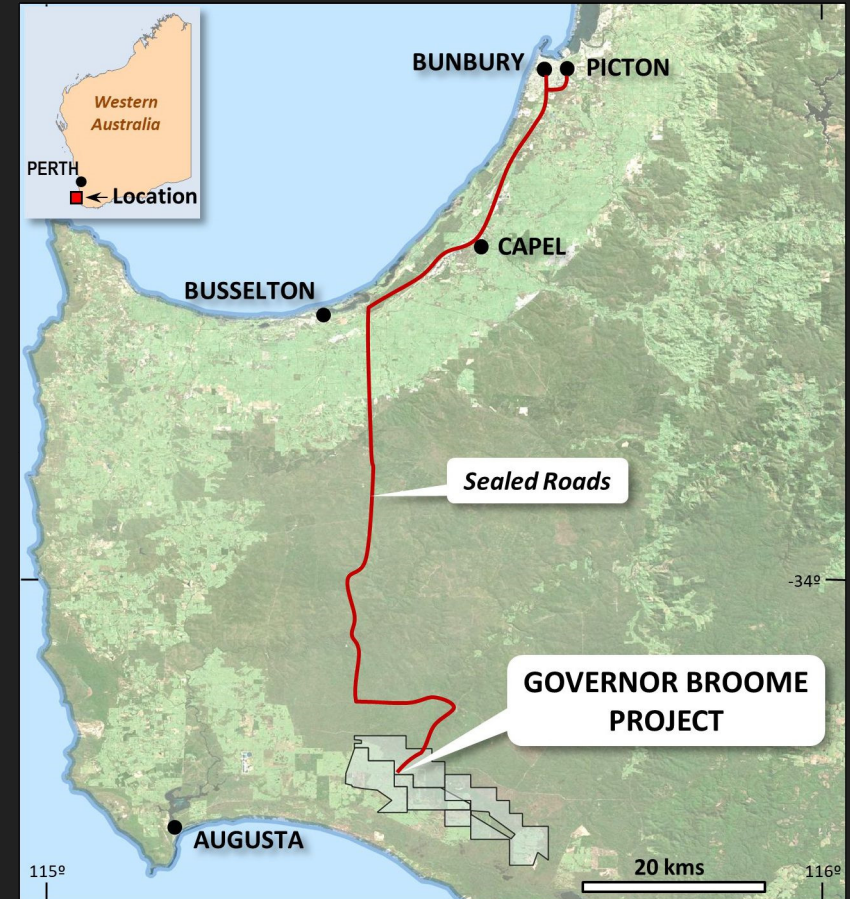 Western
Australia
PERTH
Location
BUNBURY
PICTON
CAPEL
BUSSELTON
Sealed Roads
-34º
GOVERNOR BROOME
PROJECT
AUGUSTA
20 kms
115º
116º